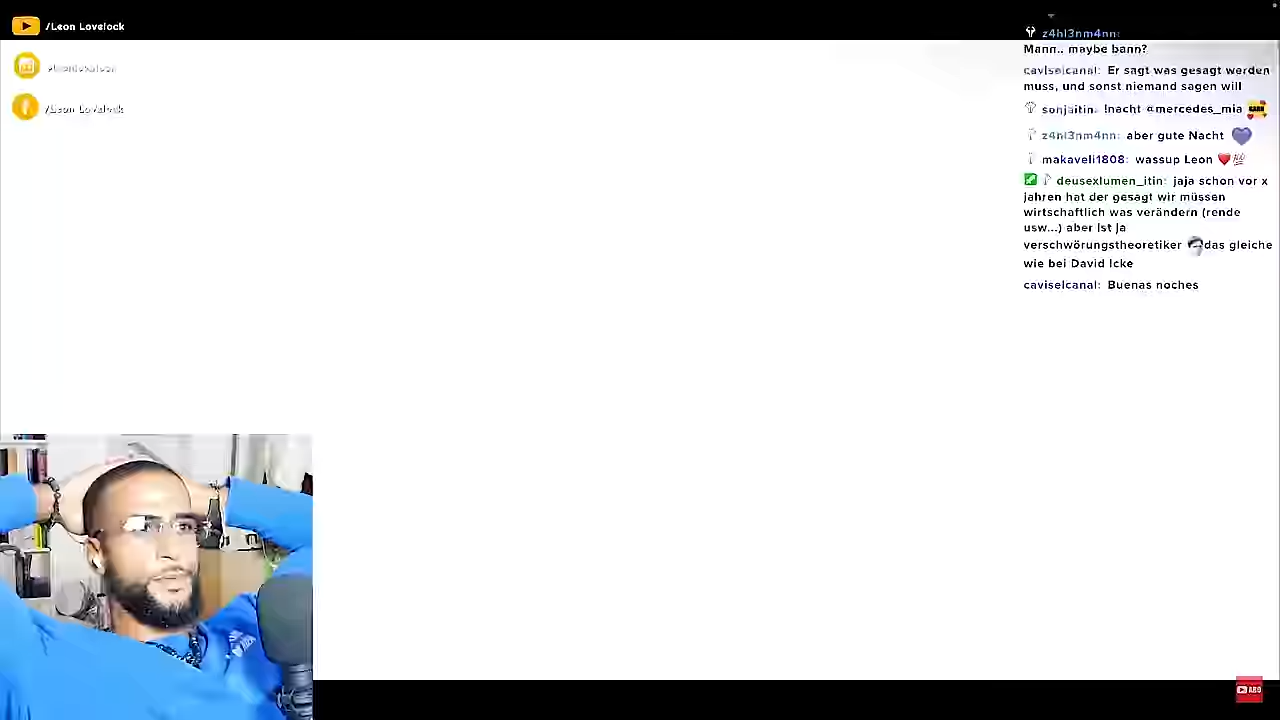 /Leon Lovelock
/Leon Lovelock
z4hl3nm4nn:
Mann.. maybe bann?
caviselcanal: Er sagt was gesagt werden
muss, und sonst niemand sagen will
sonjaitin: !nacht @mercedes_mia
z4hl3nm4nn: aber gute Nacht
makaveli1808: wassup Leon
deusexlumen_itin: jaja schon vor x
jahren hat der gesagt wir müssen
wirtschaftlich was verändern (rende
usw...) aber ist ja
verschwörungstheoretiker das gleiche
wie bei David Icke
caviselcanal: Buenas noches
ABO